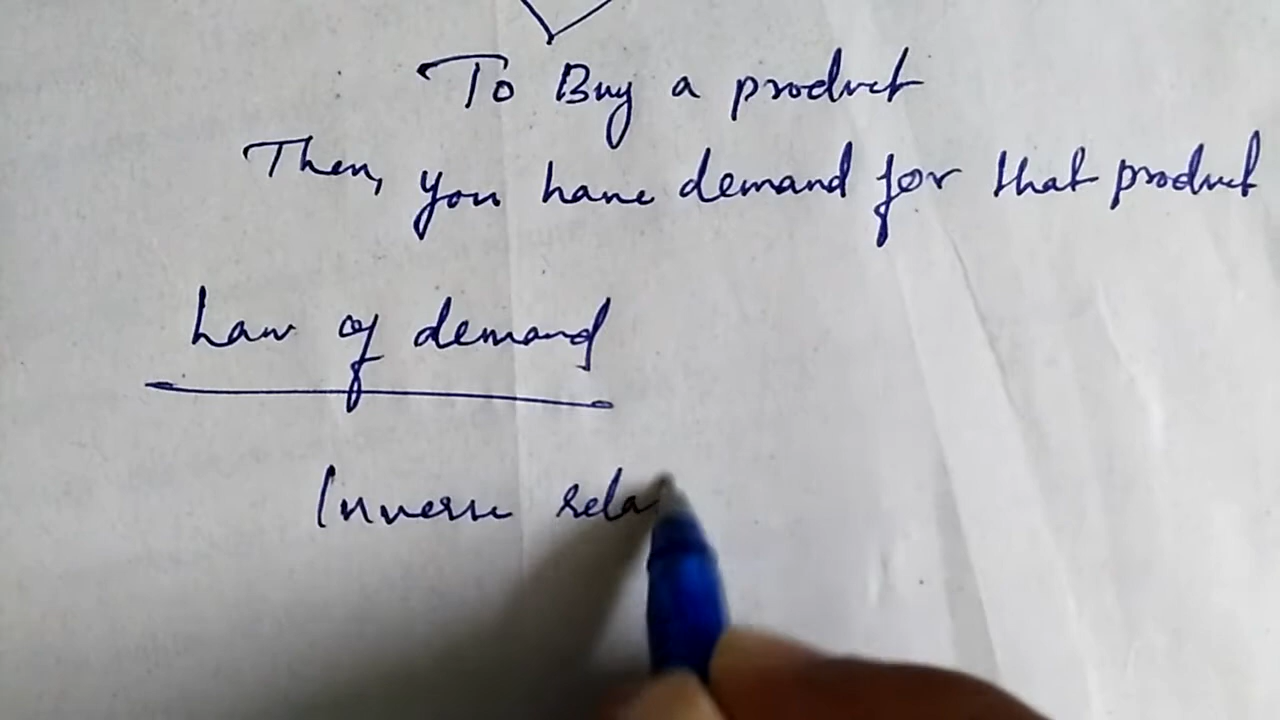 To Buy a product
Then, you have demand for that product
Law of demand
Inverse rela